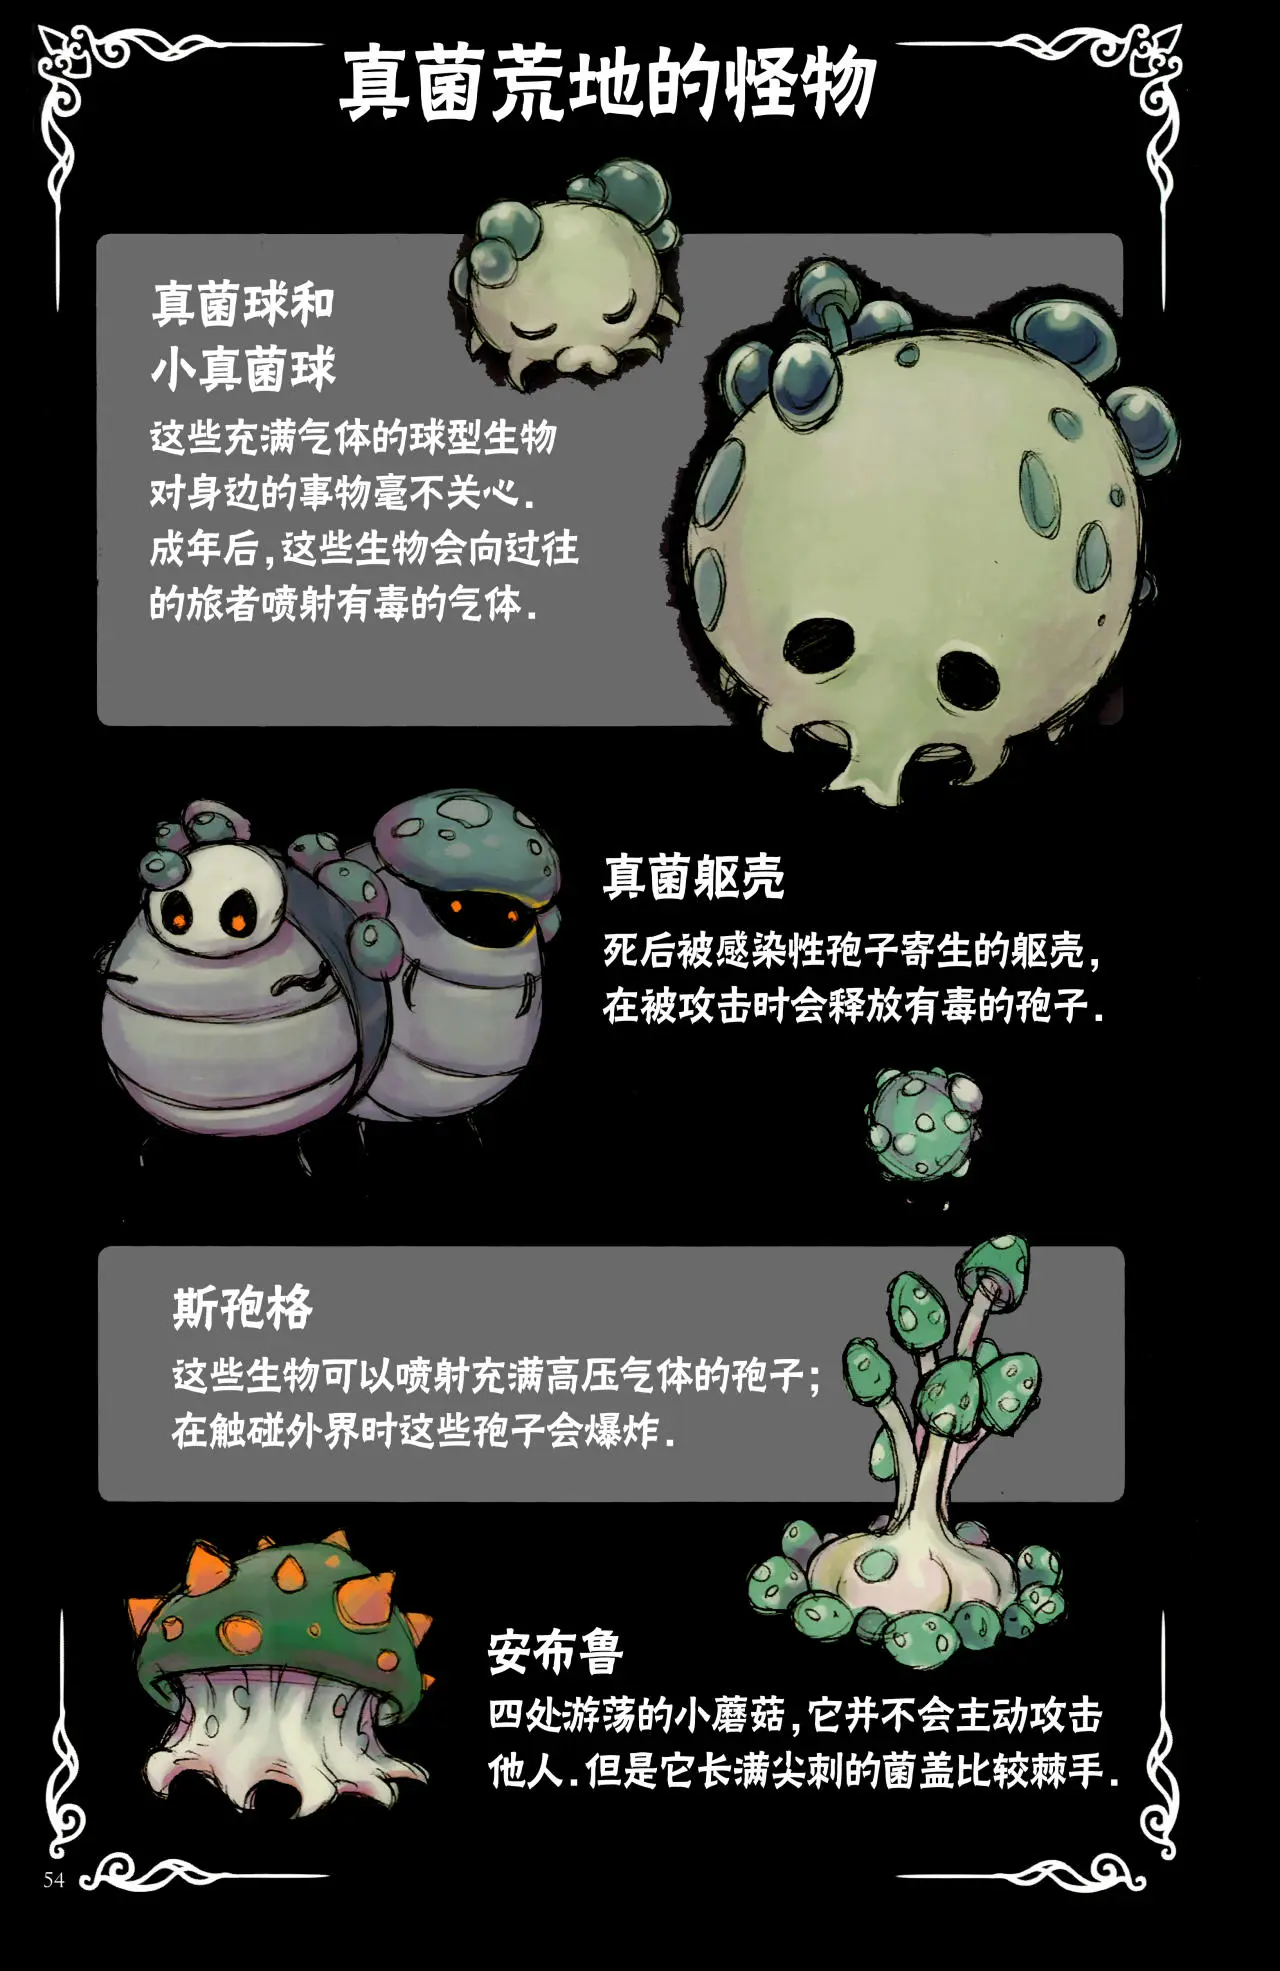 真菌荒地的怪物
真菌球和
小真菌球
这些充满气体的球型生物
对身边的事物毫不关心.
成年后,这些生物会向过往
的旅者喷射有毒的气体.
真菌躯壳
死后被感染性孢子寄生的躯壳,
在被攻击时会释放有毒的孢子.
斯孢格
这些生物可以喷射充满高压气体的孢子;
在触碰外界时这些孢子会爆炸.
安布鲁
四处游荡的小蘑菇,它并不会主动攻击
他人.但是它长满尖刺的菌盖比较棘手.
54